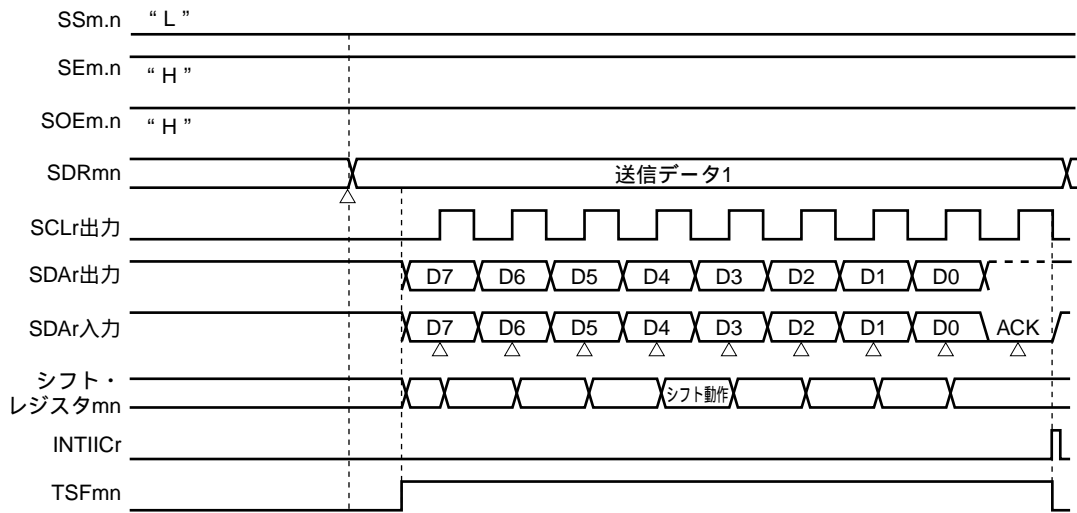 SSm.n “ L ”
SEm.n “ H ”
SOEm.n “ H ”
SDRmn 送信データ1
SCLr出力
SDAr出力 D7 D6 D5 D4 D3 D2 D1 D0
SDAr入力 D7 D6 D5 D4 D3 D2 D1 D0 ACK
シフト・
レジスタmn シフト動作
INTIICr
TSFmn